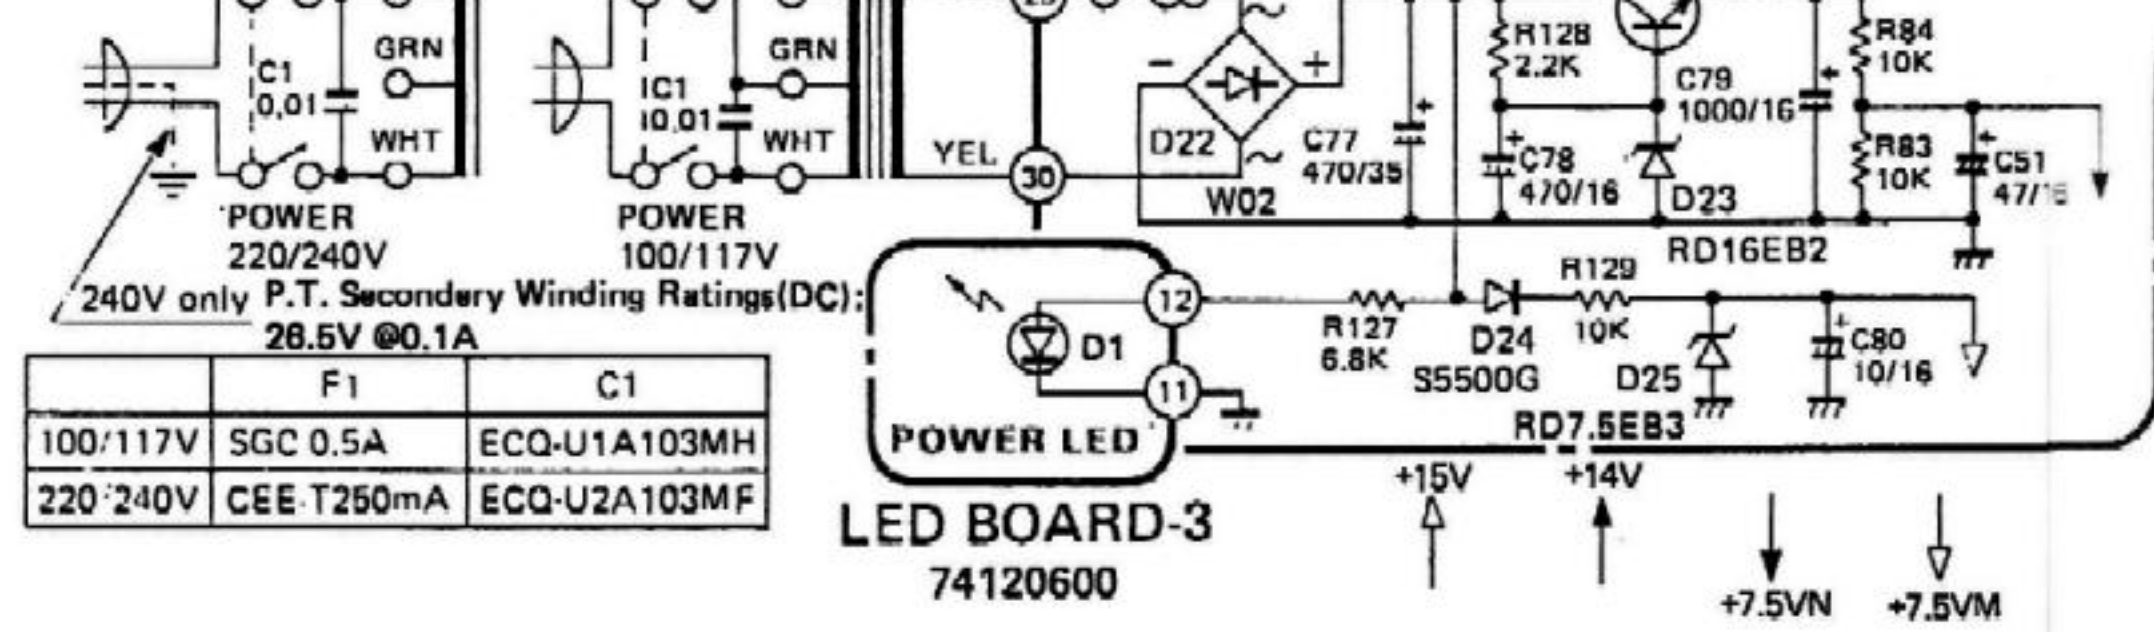 GRN
C1
0,01
WHT
POWER
220/240V
GRN
C1
0,01
WHT
POWER
100/117V
YEL
30
240V only
P.T. Secondary Winding Ratings(DC):
26.5V @0.1A
F1 C1
100/117V SGC 0.5A ECQ-U1A103MH
220-240V CEE-T250mA ECQ-U2A103MF
- +
D22
W02
C77
470/35
R128
2.2K
C78
470/16
C79
1000/16
D23
RD16EB2
R84
10K
R83
10K
C51
12
D1
11
POWER LED
LED BOARD-3
74120600
R127
6.8K
D24
S5500G
R129
10K
D25
RD7.5EB3
C80
10/16
+15V
+14V
+7.5VN
+7.5VM